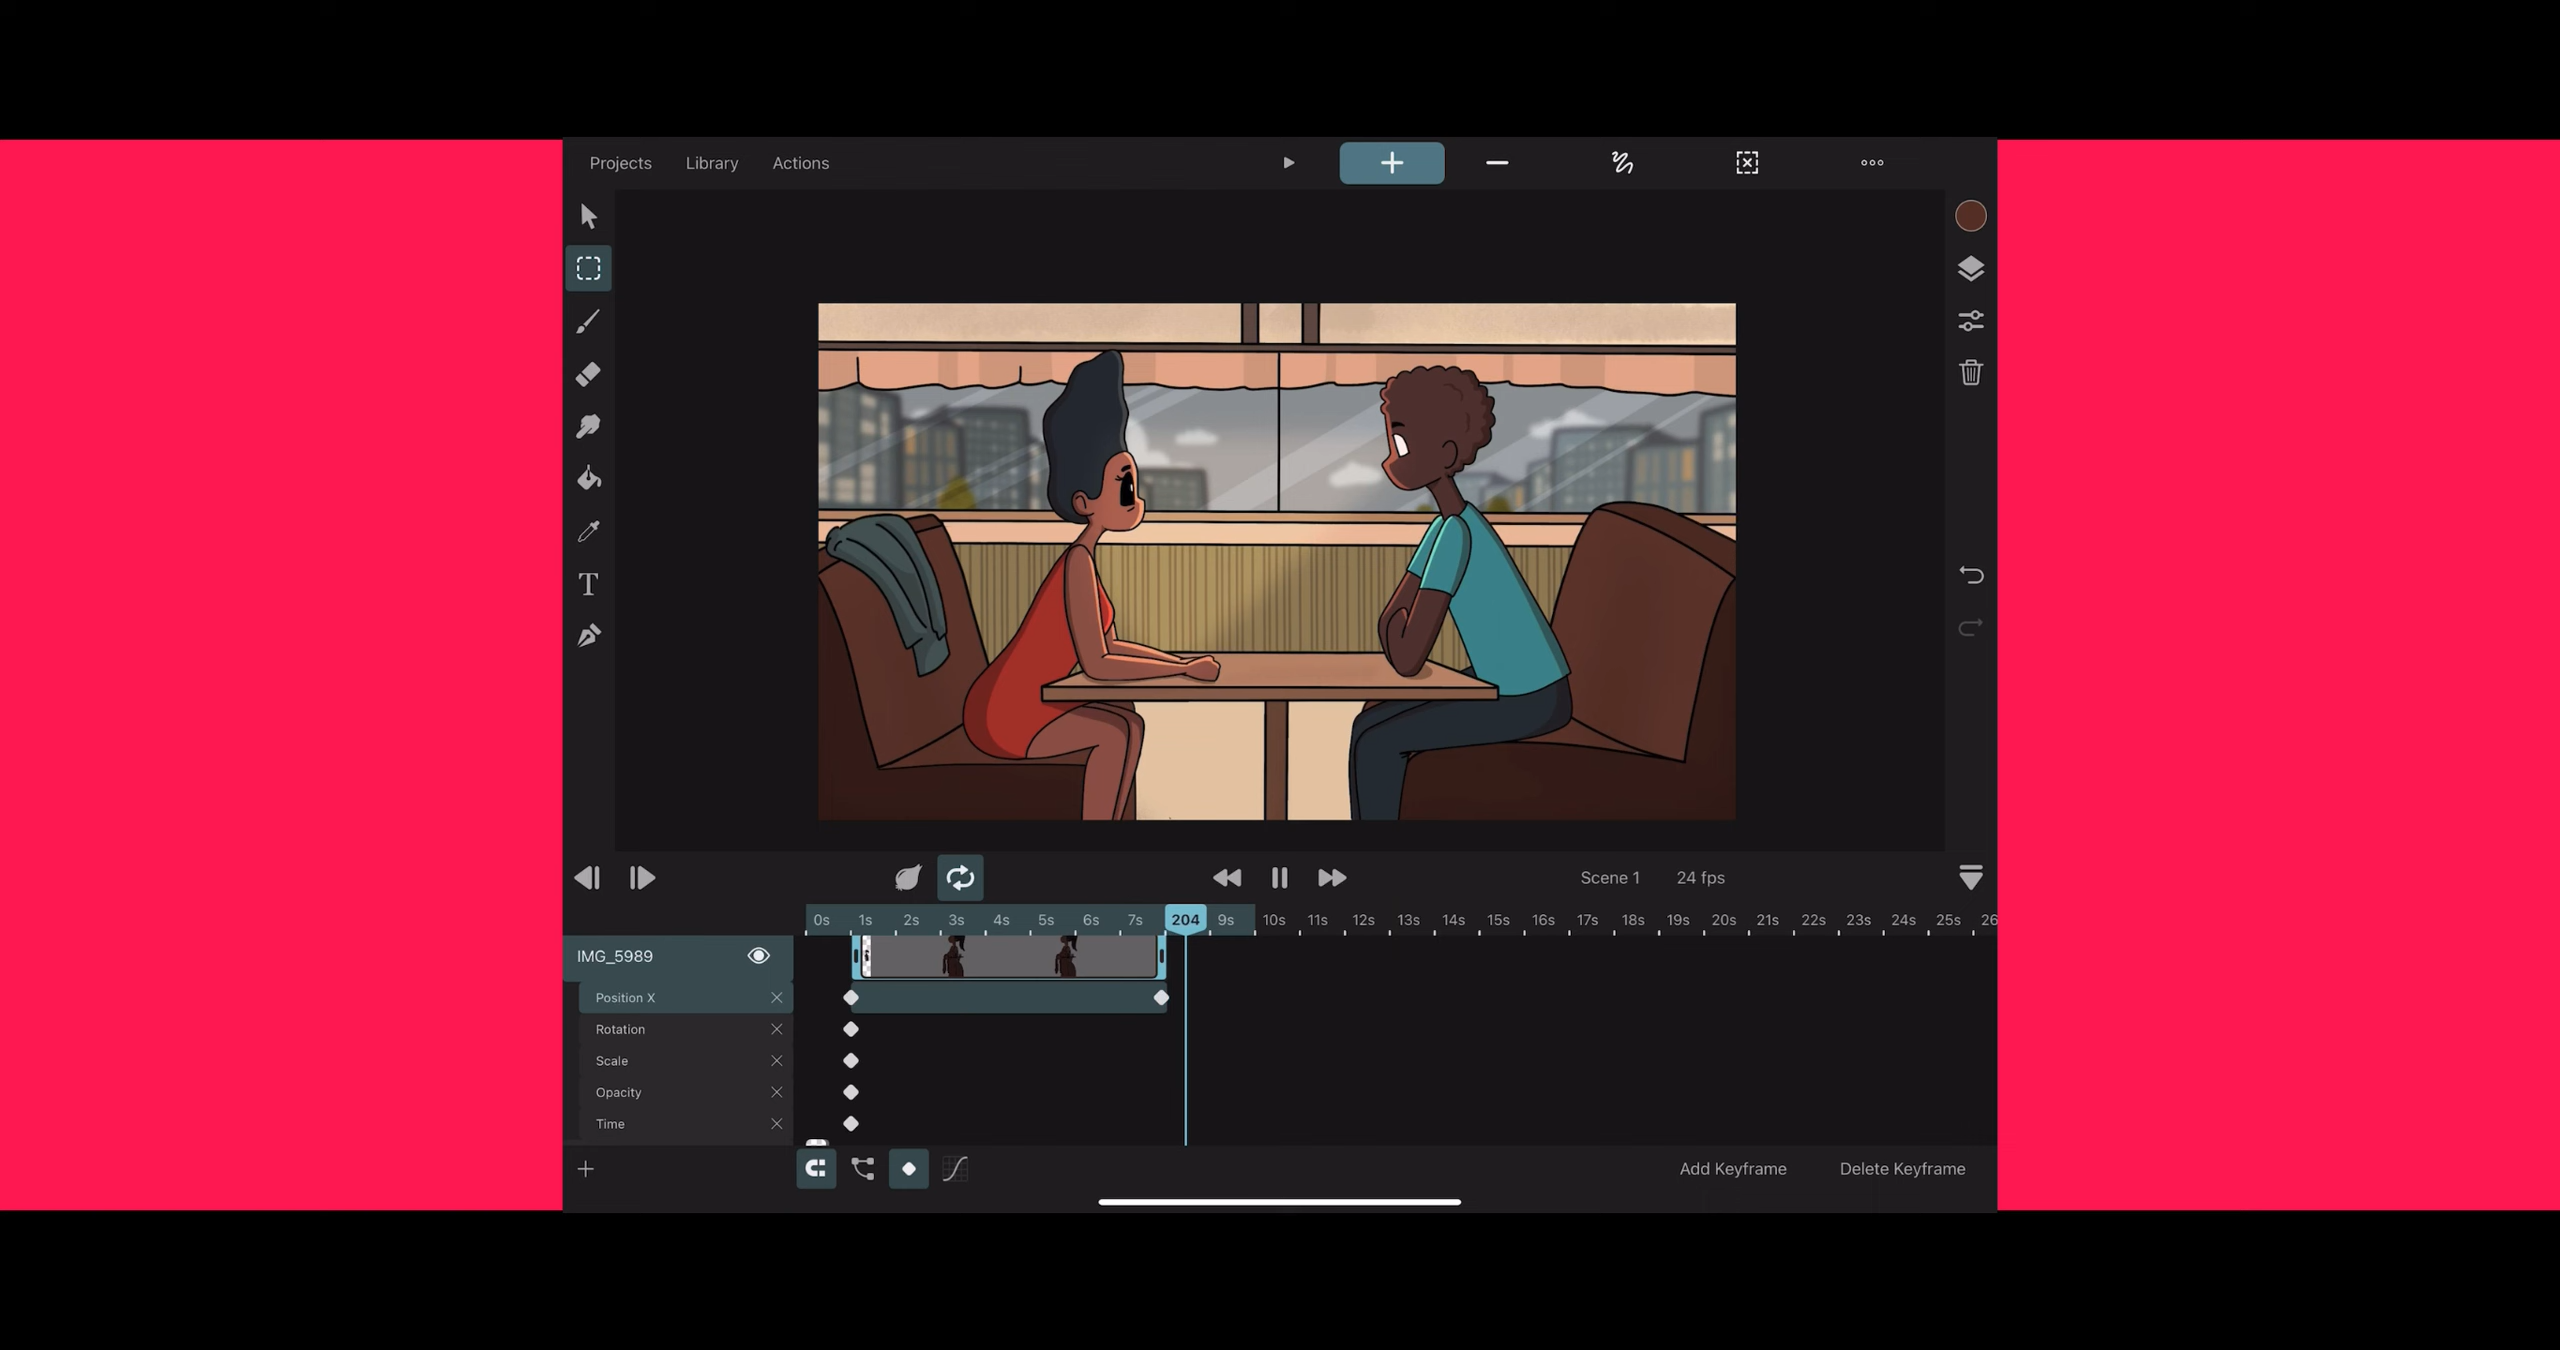 Projects Library Actions
T
Scene 1 24 fps
0s 1s 2s 3s 4s 5s 6s 7s 204 9s 10s 11s 12s 13s 14s 15s 16s 17s 18s 19s 20s 21s 22s 23s 24s 25s 26
IMG_5989
Position X
Rotation
Scale
Opacity
Time
Add Keyframe Delete Keyframe